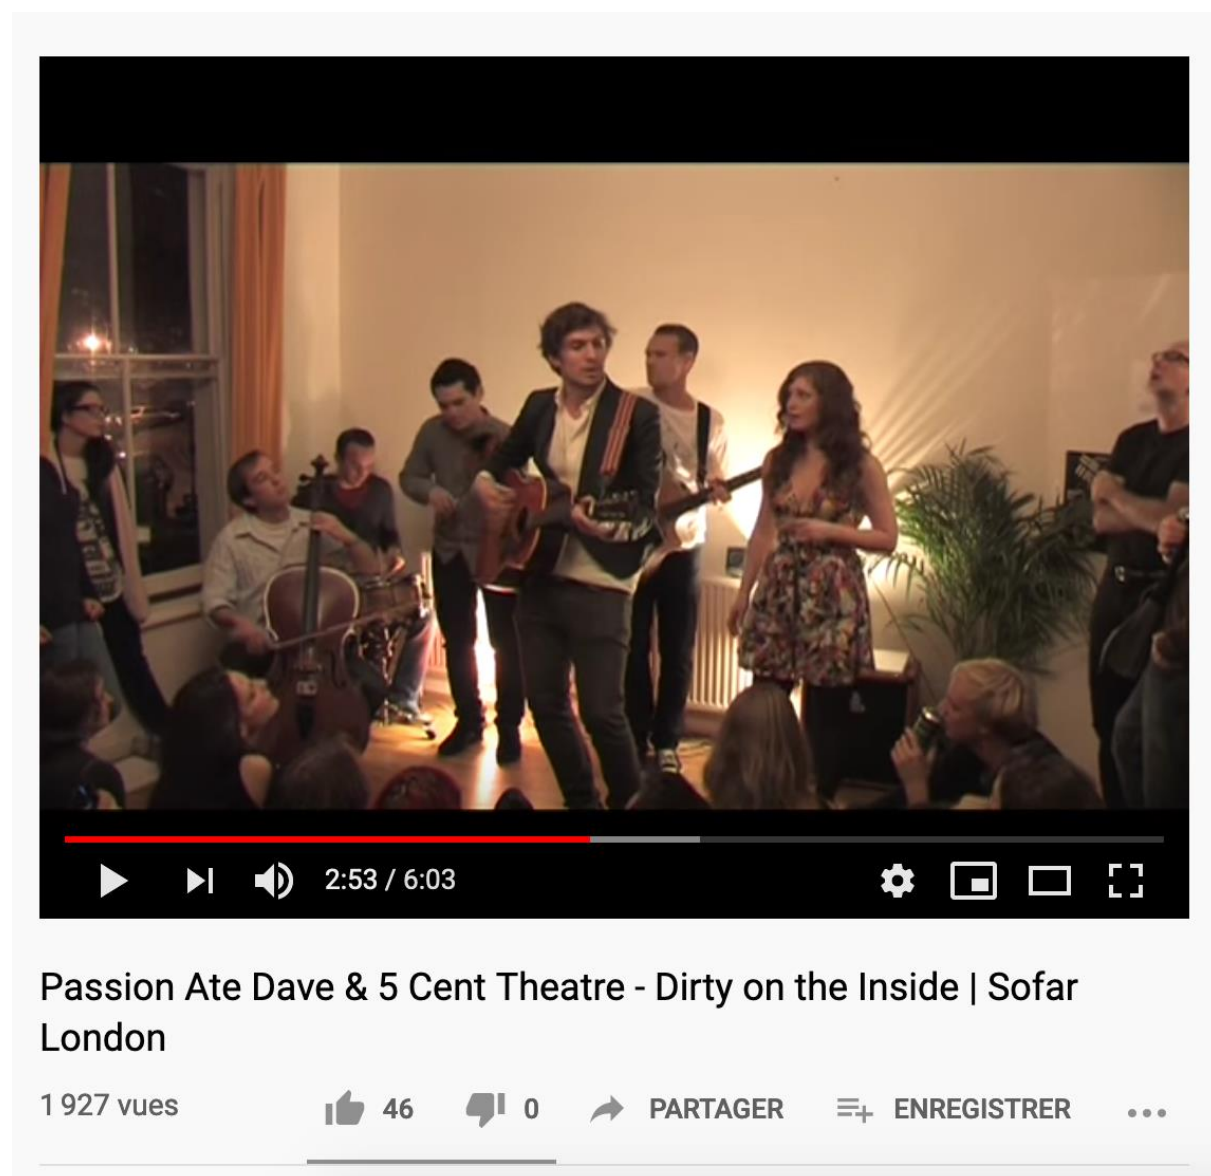 2:53 / 6:03
Passion Ate Dave & 5 Cent Theatre - Dirty on the Inside | Sofar
London
1 927 vues 46 0 PARTAGER ENREGISTRER